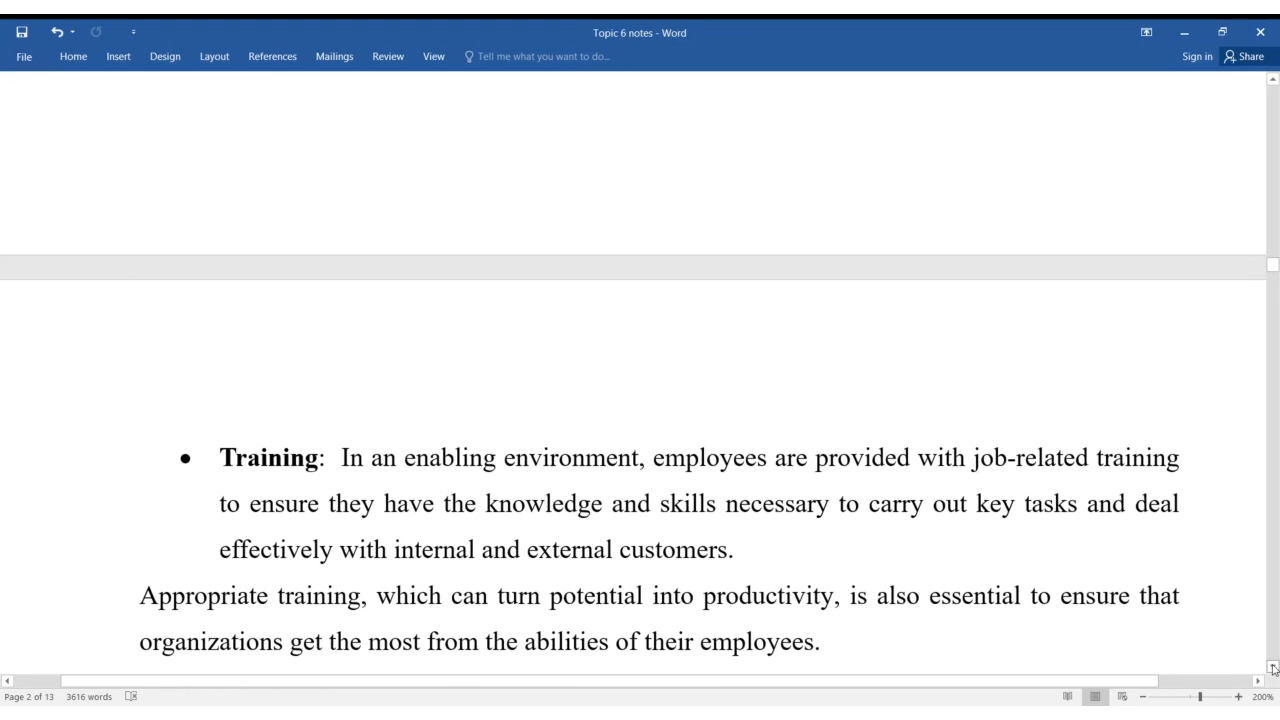 Topic 6 notes - Word
File Home Insert Design Layout References Mailings Review View Tell me what you want to do... Sign in Share
• Training: In an enabling environment, employees are provided with job-related training
to ensure they have the knowledge and skills necessary to carry out key tasks and deal
effectively with internal and external customers.
Appropriate training, which can turn potential into productivity, is also essential to ensure that
organizations get the most from the abilities of their employees.
Page 2 of 13 3616 words 200%